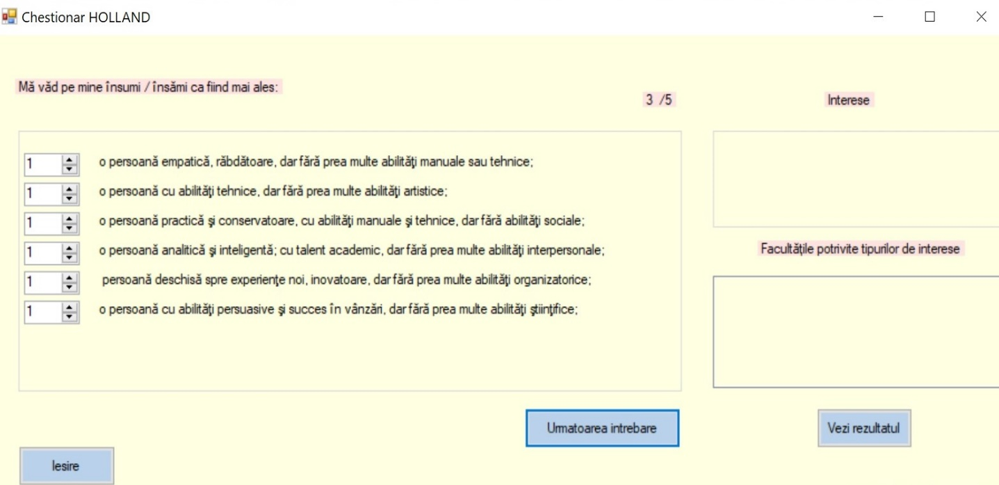 Chestionar HOLLAND
Mă văd pe mine însumi / însămi ca fiind mai ales:
3 /5
Interese
1 o persoană empatică, răbdătoare, dar fără prea multe abilităţi manuale sau tehnice;
1 o persoană cu abilităţi tehnice, dar fără prea multe abilităţi artistice;
1 o persoană practică şi conservatoare, cu abilităţi manuale şi tehnice, dar fără abilităţi sociale;
1 o persoană analitică şi inteligentă; cu talent academic, dar fără prea multe abilităţi interpersonale;
1 persoană deschisă spre experienţe noi, inovatoare, dar fără prea multe abilităţi organizatorice;
1 o persoană cu abilităţi persuasive şi succes în vânzări, dar fără prea multe abilităţi ştiinţifice;
Facultăţile potrivite tipurilor de interese
Urmatoarea intrebare
Vezi rezultatul
Iesire